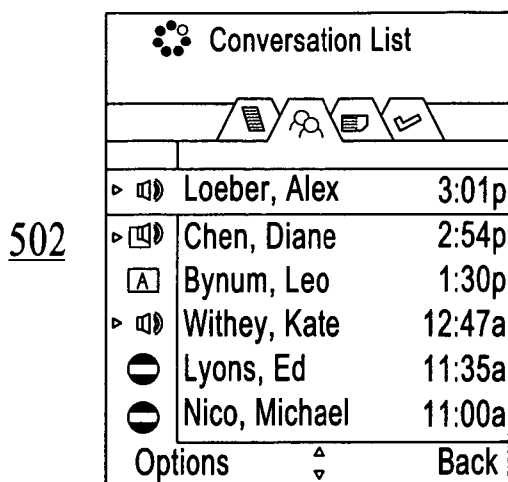 Conversation List
Loeber, Alex 3:01p
502
Chen, Diane 2:54p
A Bynum, Leo 1:30p
Withey, Kate 12:47a
Lyons, Ed 11:35a
Nico, Michael 11:00a
Options Back